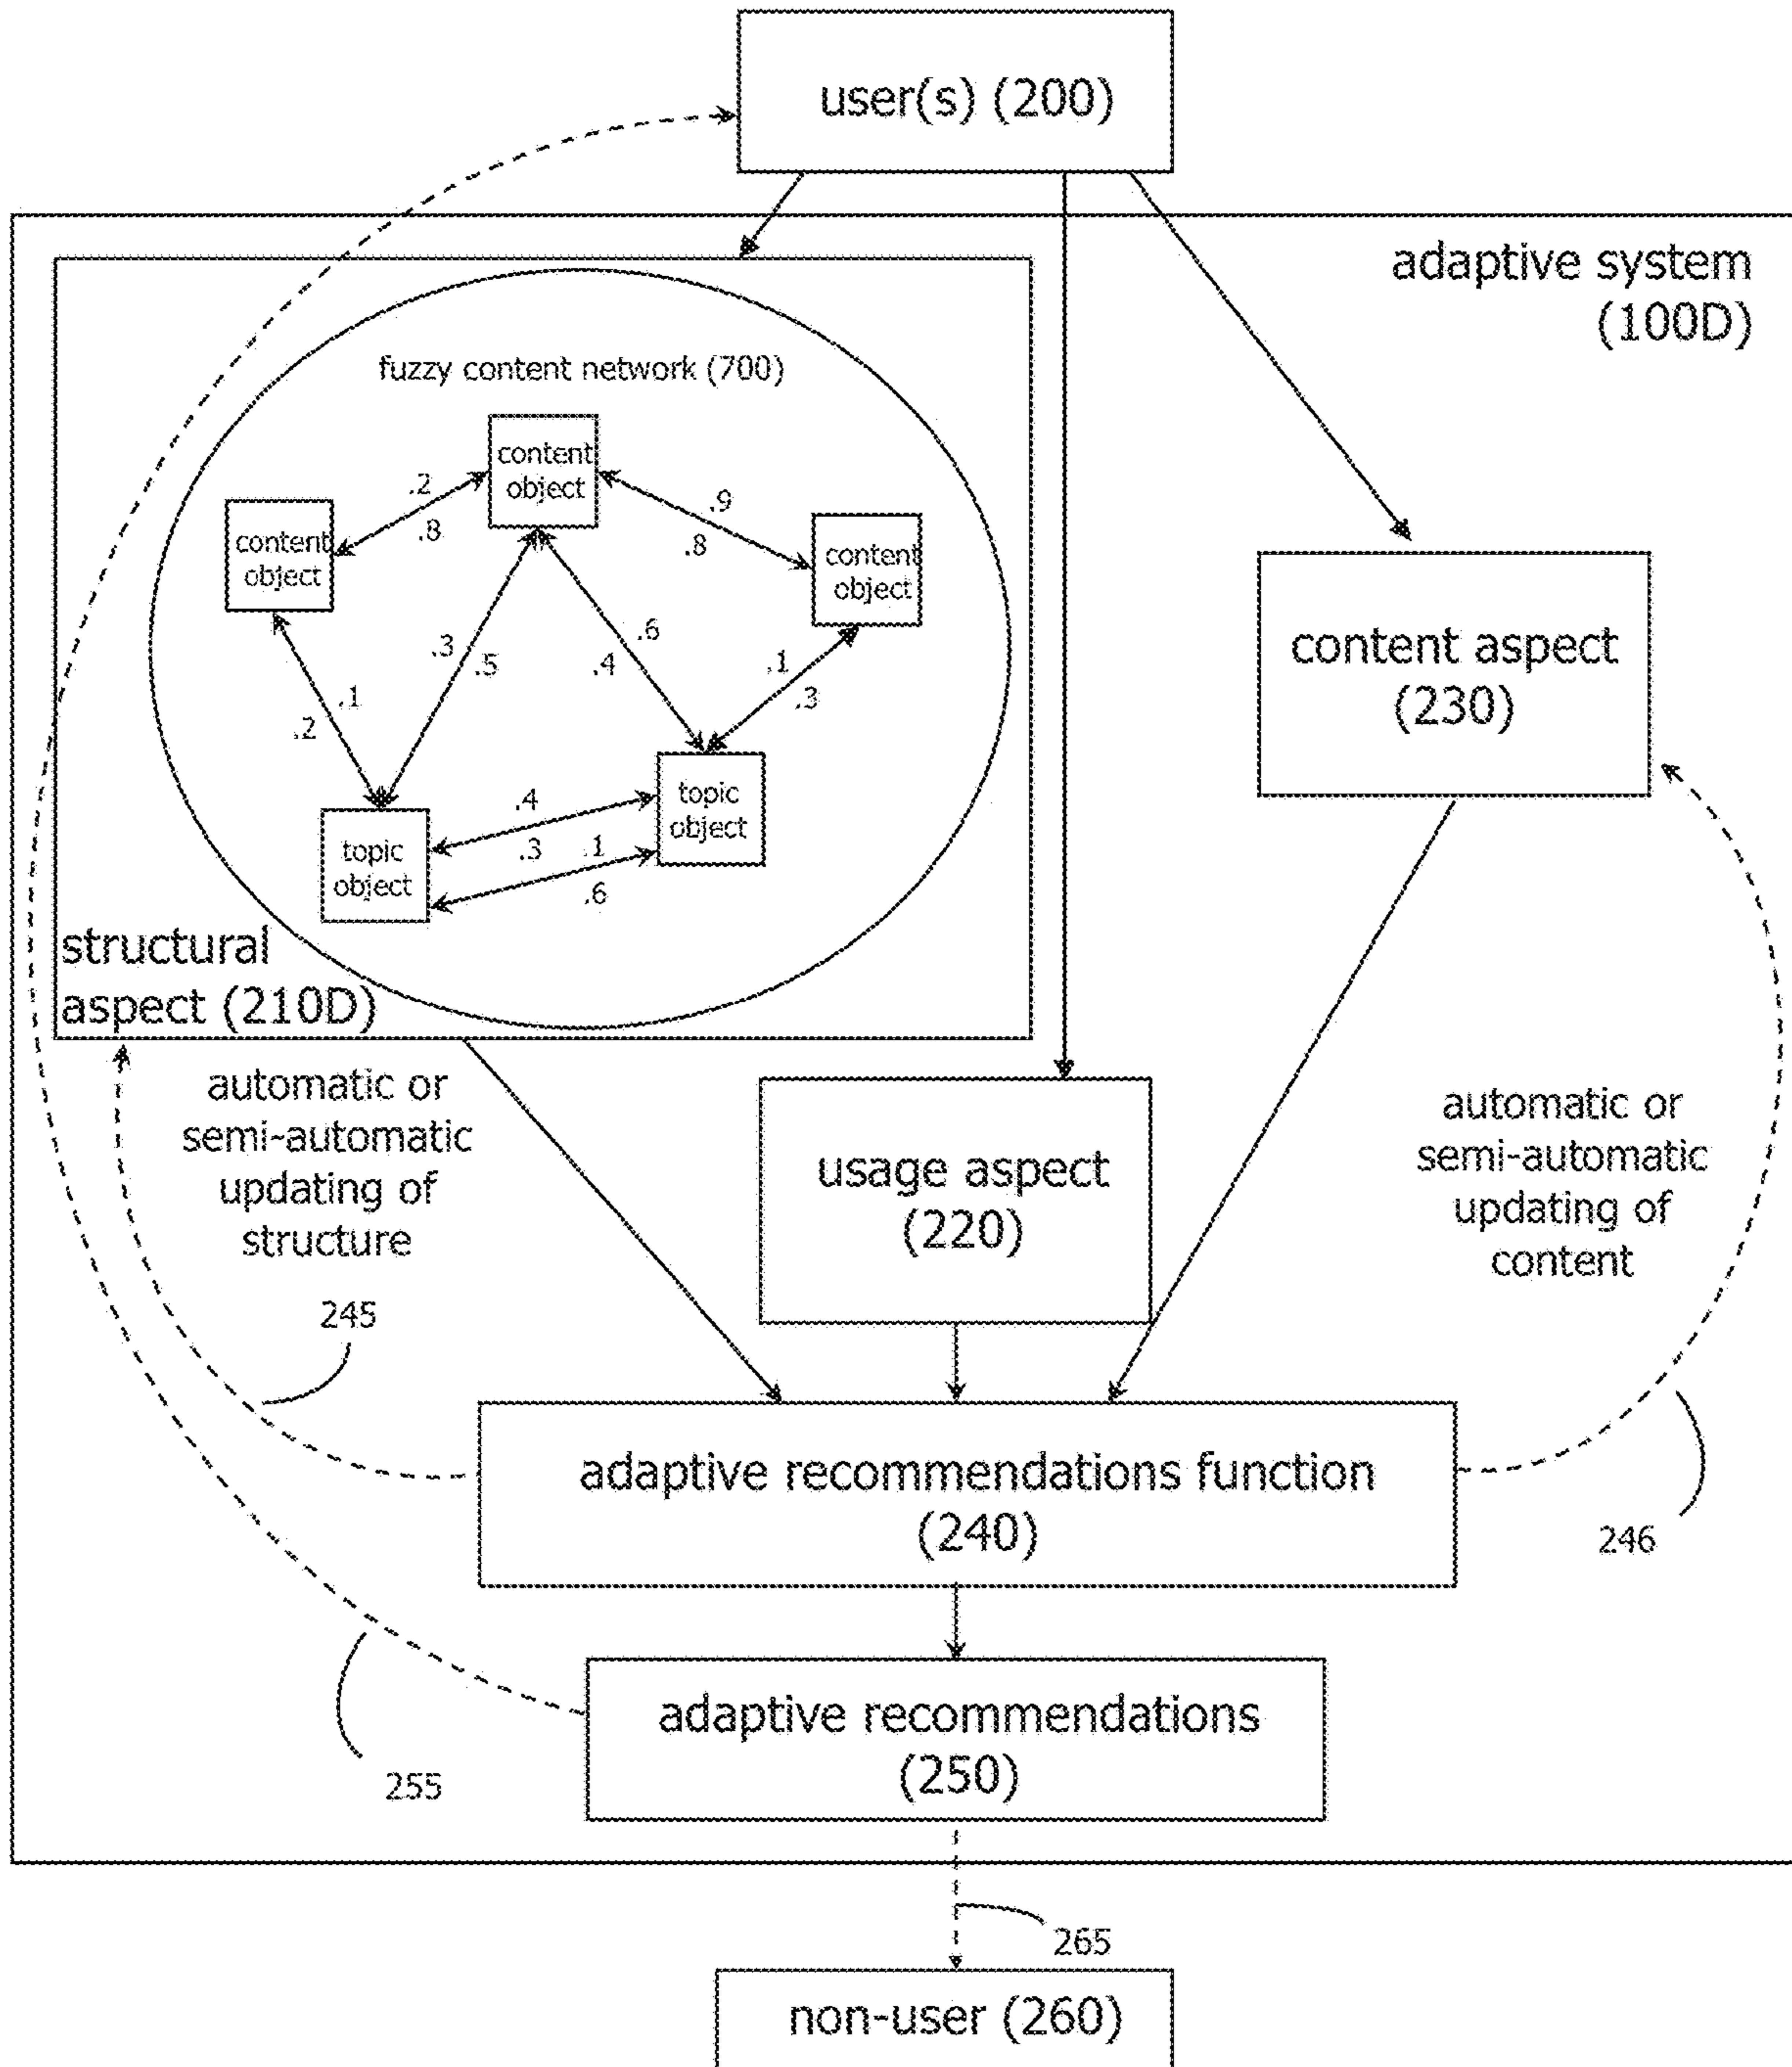 user(s) (200)
adaptive system
(100D)
fuzzy content network (700)
content
object
.2
.8
.9
.8
content
object
content
object
.3
.5
.6
.4
.1
.3
.1
.2
topic
object
.4
.3
.1
.6
topic
object
structural
aspect (210D)
content aspect
(230)
automatic or
semi-automatic
updating of
structure
245
usage aspect
(220)
automatic or
semi-automatic
updating of
content
246
adaptive recommendations function
(240)
adaptive recommendations
(250)
255
265
non-user (260)